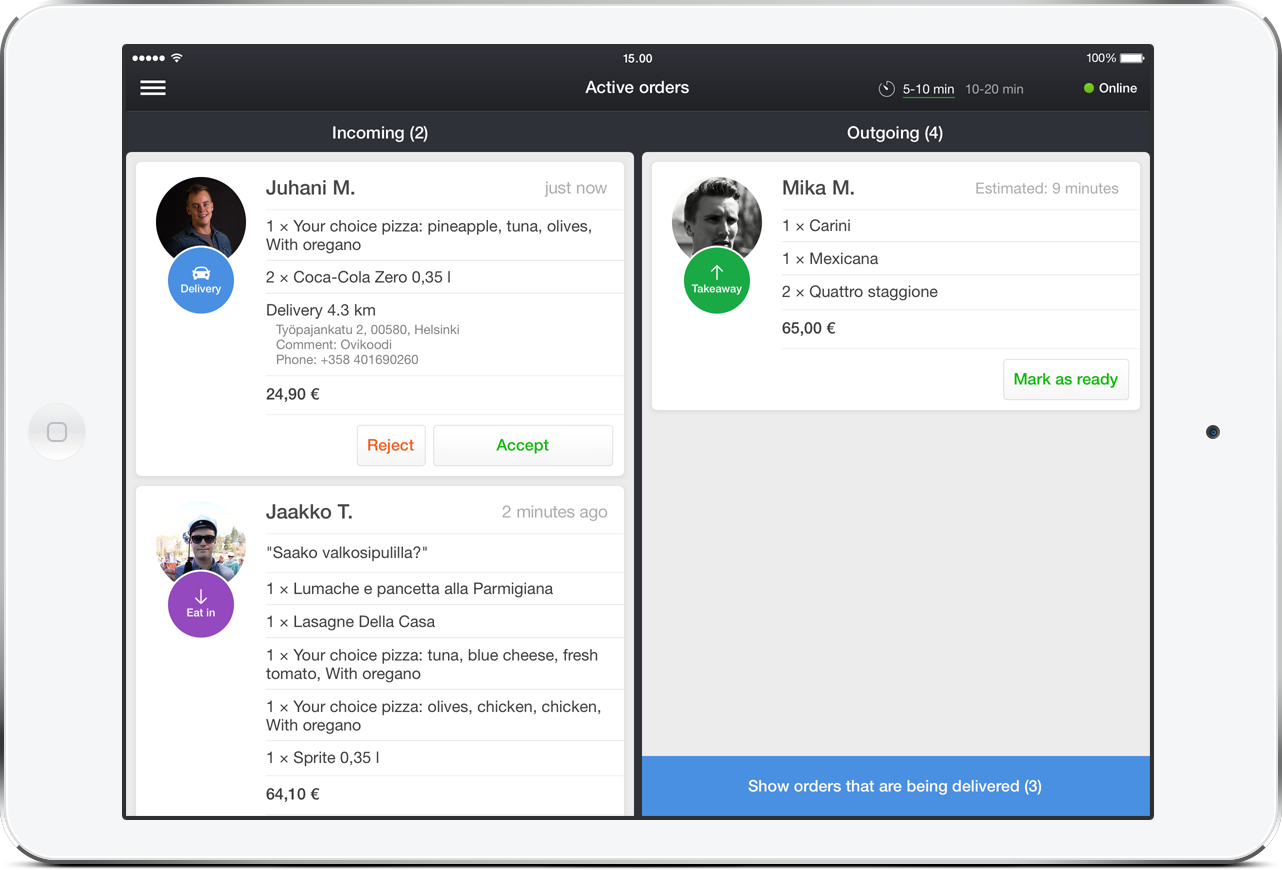 15.00
100%
Active orders
5-10 min
10-20 min
Online
Incoming (2)
Juhani M.
just now
1 × Your choice pizza: pineapple, tuna, olives,
With oregano
2 × Coca-Cola Zero 0,35 l
Delivery
Delivery 4.3 km
Työpajankatu 2, 00580, Helsinki
Comment: Ovikoodi
Phone: +358 401690260
24,90 €
Reject
Accept
Jaakko T.
2 minutes ago
"Saako valkosipulilla?"
Eat in
1 × Lumache e pancetta alla Parmigiana
1 × Lasagne Della Casa
1 × Your choice pizza: tuna, blue cheese, fresh
tomato, With oregano
1 × Your choice pizza: olives, chicken, chicken,
With oregano
1 × Sprite 0,35 l
64,10 €
Outgoing (4)
Mika M.
Estimated: 9 minutes
1 × Carini
1 × Mexicana
Takeaway
2 × Quattro staggione
65,00 €
Mark as ready
Show orders that are being delivered (3)